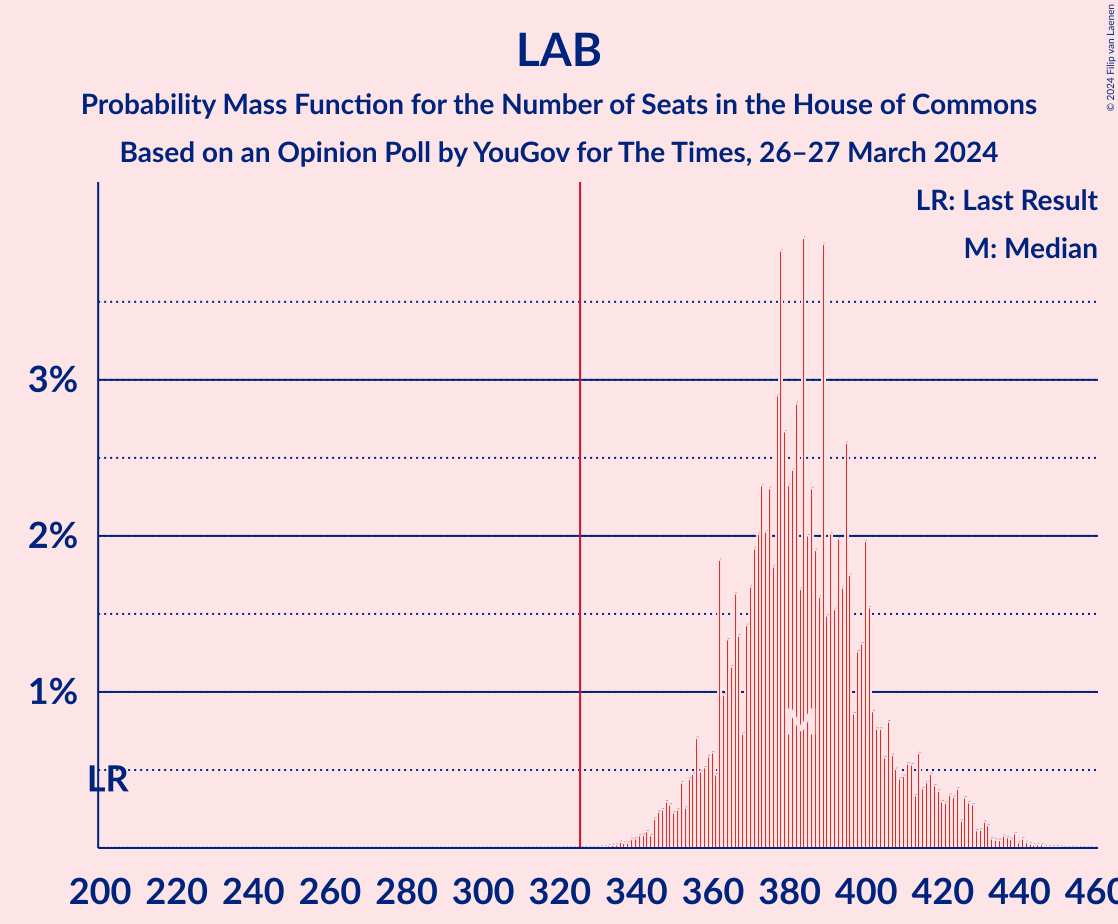 LAB
Probability Mass Function for the Number of Seats in the House of Commons
Based on an Opinion Poll by YouGov for The Times, 26–27 March 2024
© 2024 Filip van Laenen
LR: Last Result
M: Median
3%
2%
1%
LR
M
200 220 240 260 280 300 320 340 360 380 400 420 440 460